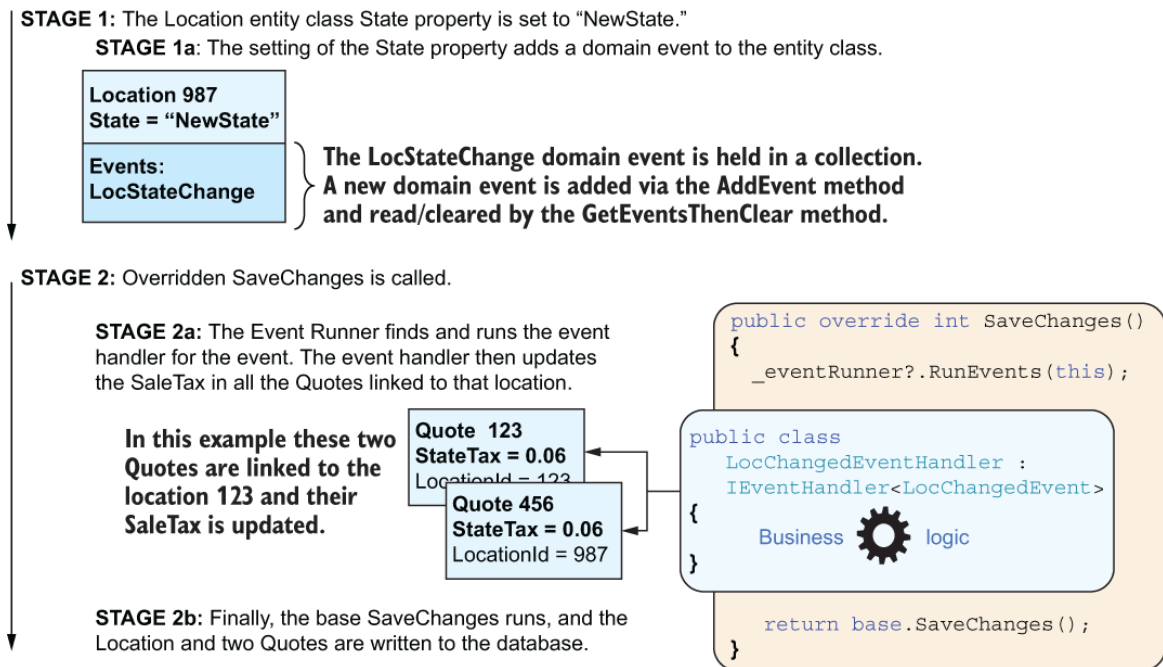 STAGE 1: The Location entity class State property is set to “NewState.”
STAGE 1a: The setting of the State property adds a domain event to the entity class.
Location 987
State = “NewState”
Events:
LocStateChange
The LocStateChange domain event is held in a collection.
A new domain event is added via the AddEvent method
and read/cleared by the GetEventsThenClear method.
STAGE 2: Overridden SaveChanges is called.
STAGE 2a: The Event Runner finds and runs the event
handler for the event. The event handler then updates
the SaleTax in all the Quotes linked to that location.
In this example these two
Quotes are linked to the
location 123 and their
SaleTax is updated.
Quote 123
StateTax = 0.06
LocationId = 123
Quote 456
StateTax = 0.06
LocationId = 987
public override int SaveChanges()
{
_eventRunner?.RunEvents(this);
public class
LocChangedEventHandler :
IEventHandler<LocChangedEvent>
{
Business logic
}
return base.SaveChanges();
}
STAGE 2b: Finally, the base SaveChanges runs, and the
Location and two Quotes are written to the database.